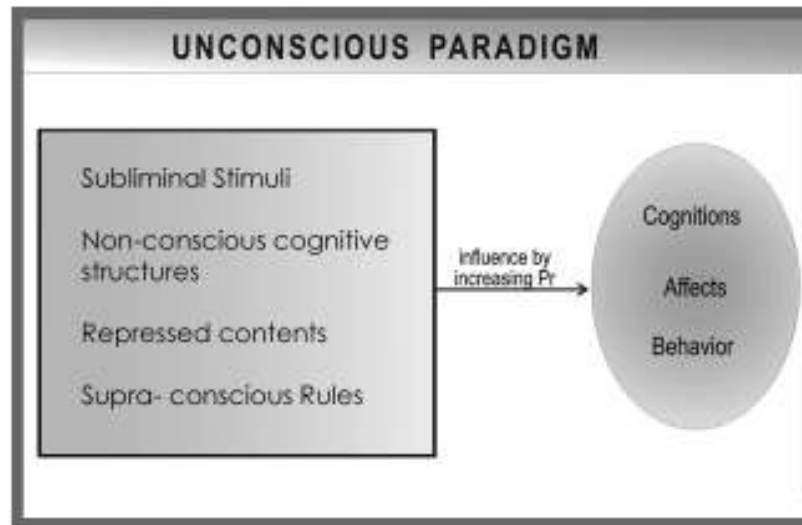 UNCONSCIOUS PARADIGM
Subliminal Stimuli
Non-conscious cognitive
structures
Repressed contents
Supra- conscious Rules
influence by
increasing Pr
Cognitions
Affects
Behavior